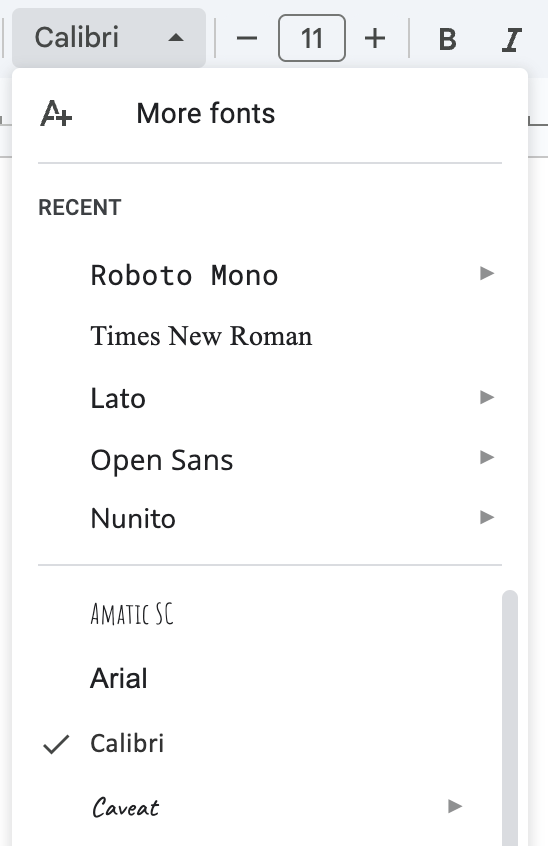 Calibri
11
B
I
More fonts
RECENT
Roboto Mono
Times New Roman
Lato
Open Sans
Nunito
Amatic SC
Arial
Calibri
Caveat